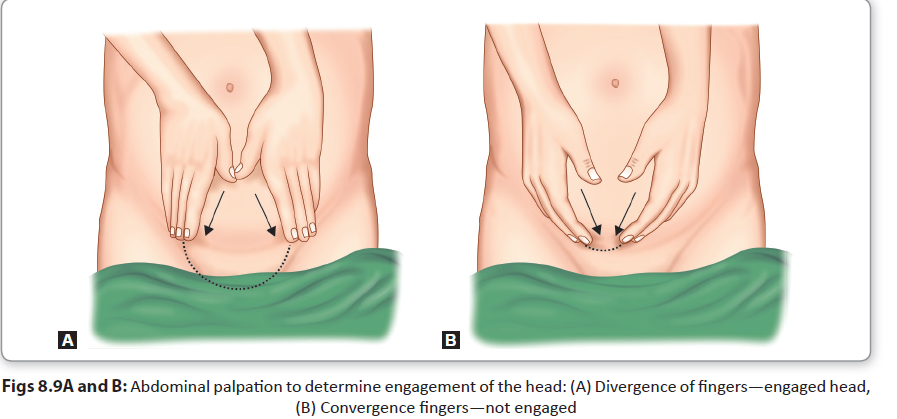 A
B
Figs 8.9A and B: Abdominal palpation to determine engagement of the head: (A) Divergence of fingers—engaged head,
(B) Convergence fingers—not engaged